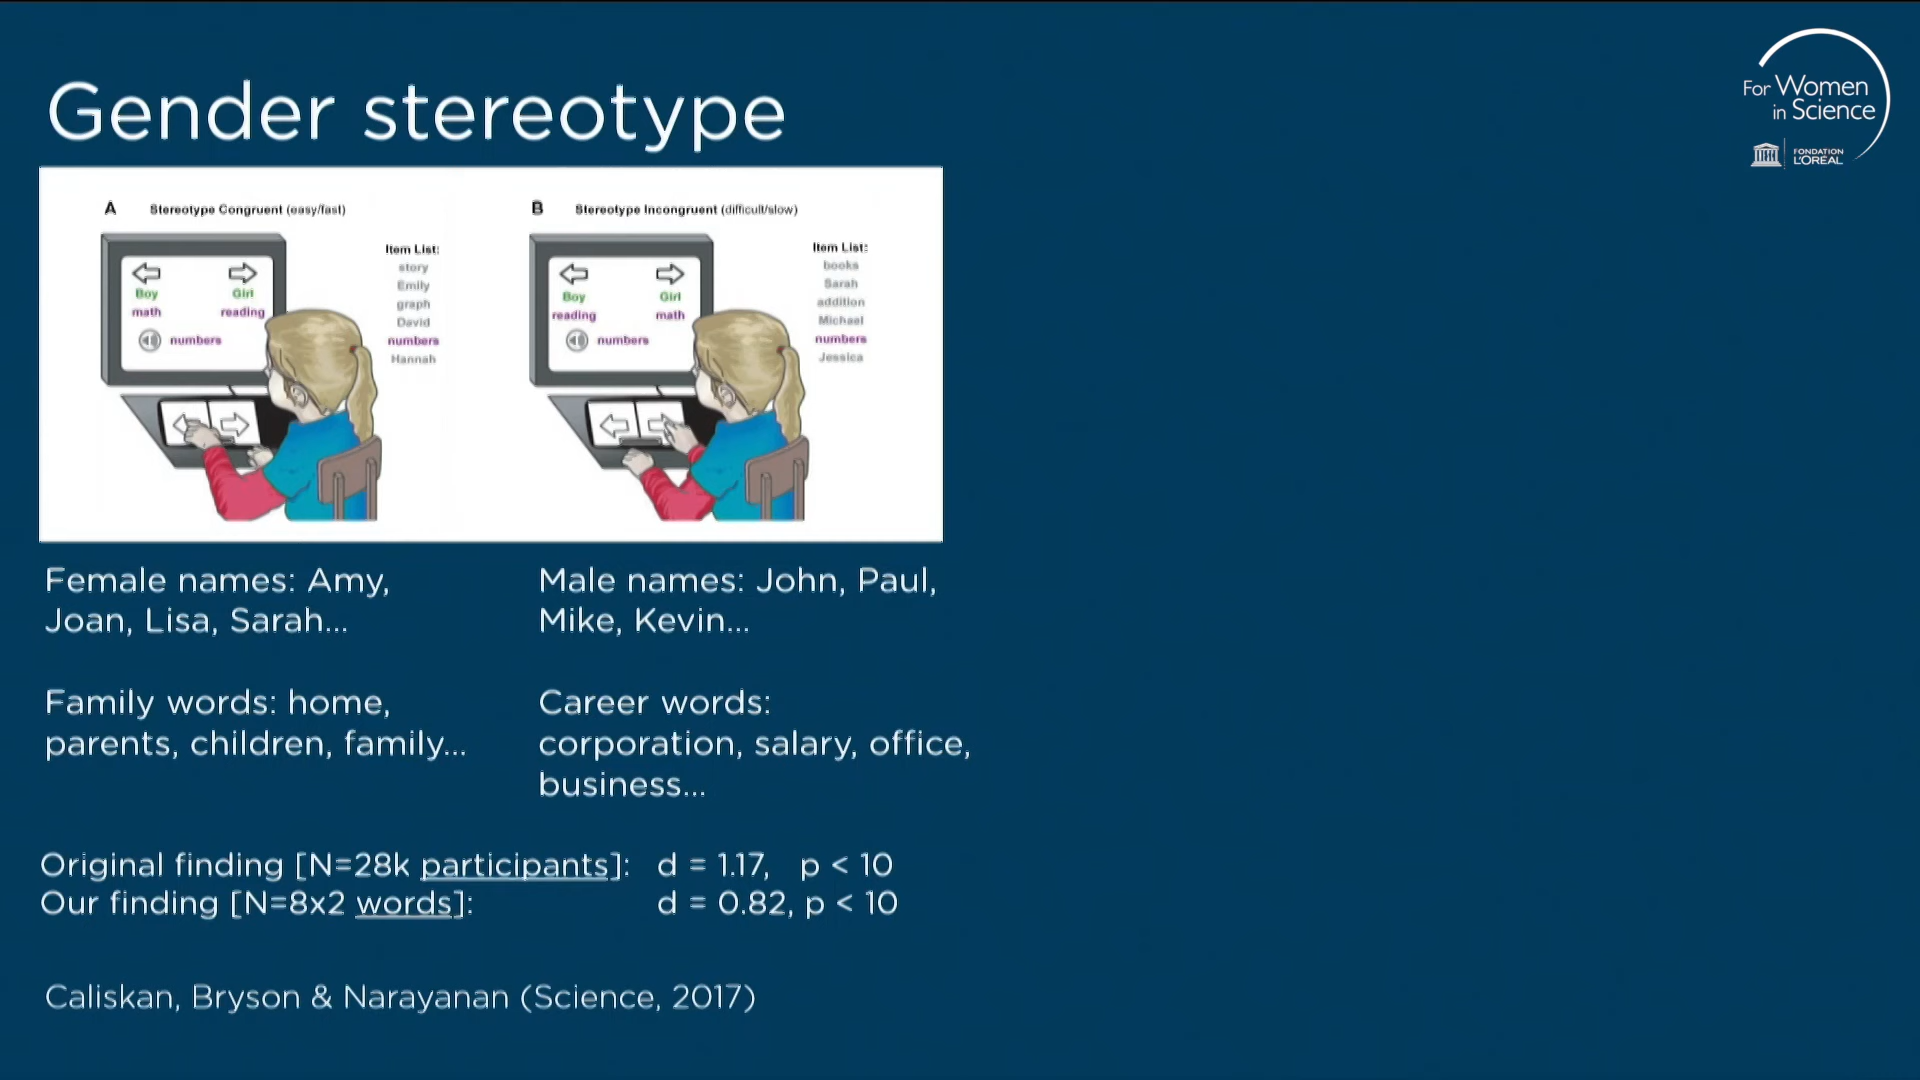 Gender stereotype
For Women
in Science
FONDATION
L'ORÉAL
A Stereotype Congruent (easy/fast)
Boy Girl
math reading
numbers
Item List:
story
Emily
graph
David
numbers
Hannah
B Stereotype Incongruent (difficult/slow)
Boy Girl
reading math
numbers
Item List:
books
Sarah
addition
Michael
numbers
Jessica
Female names: Amy,
Joan, Lisa, Sarah...
Male names: John, Paul,
Mike, Kevin...
Family words: home,
parents, children, family...
Career words:
corporation, salary, office,
business...
Original finding [N=28k participants]: d = 1.17, p < 10
Our finding [N=8x2 words]: d = 0.82, p < 10
Caliskan, Bryson & Narayanan (Science, 2017)